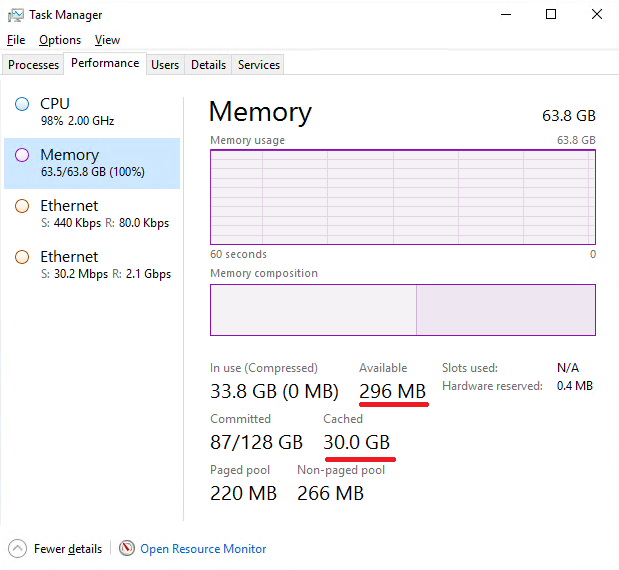 Task Manager
File Options View
Processes Performance Users Details Services
CPU
98% 2.00 GHz
Memory
63.5/63.8 GB (100%)
Ethernet
S: 440 Kbps R: 80.0 Kbps
Ethernet
S: 30.2 Mbps R: 2.1 Gbps
Memory 63.8 GB
Memory usage 63.8 GB
60 seconds 0
Memory composition
In use (Compressed) Available
33.8 GB (0 MB) 296 MB
Committed Cached
87/128 GB 30.0 GB
Paged pool Non-paged pool
220 MB 266 MB
Slots used: N/A
Hardware reserved: 0.4 MB
Fewer details Open Resource Monitor